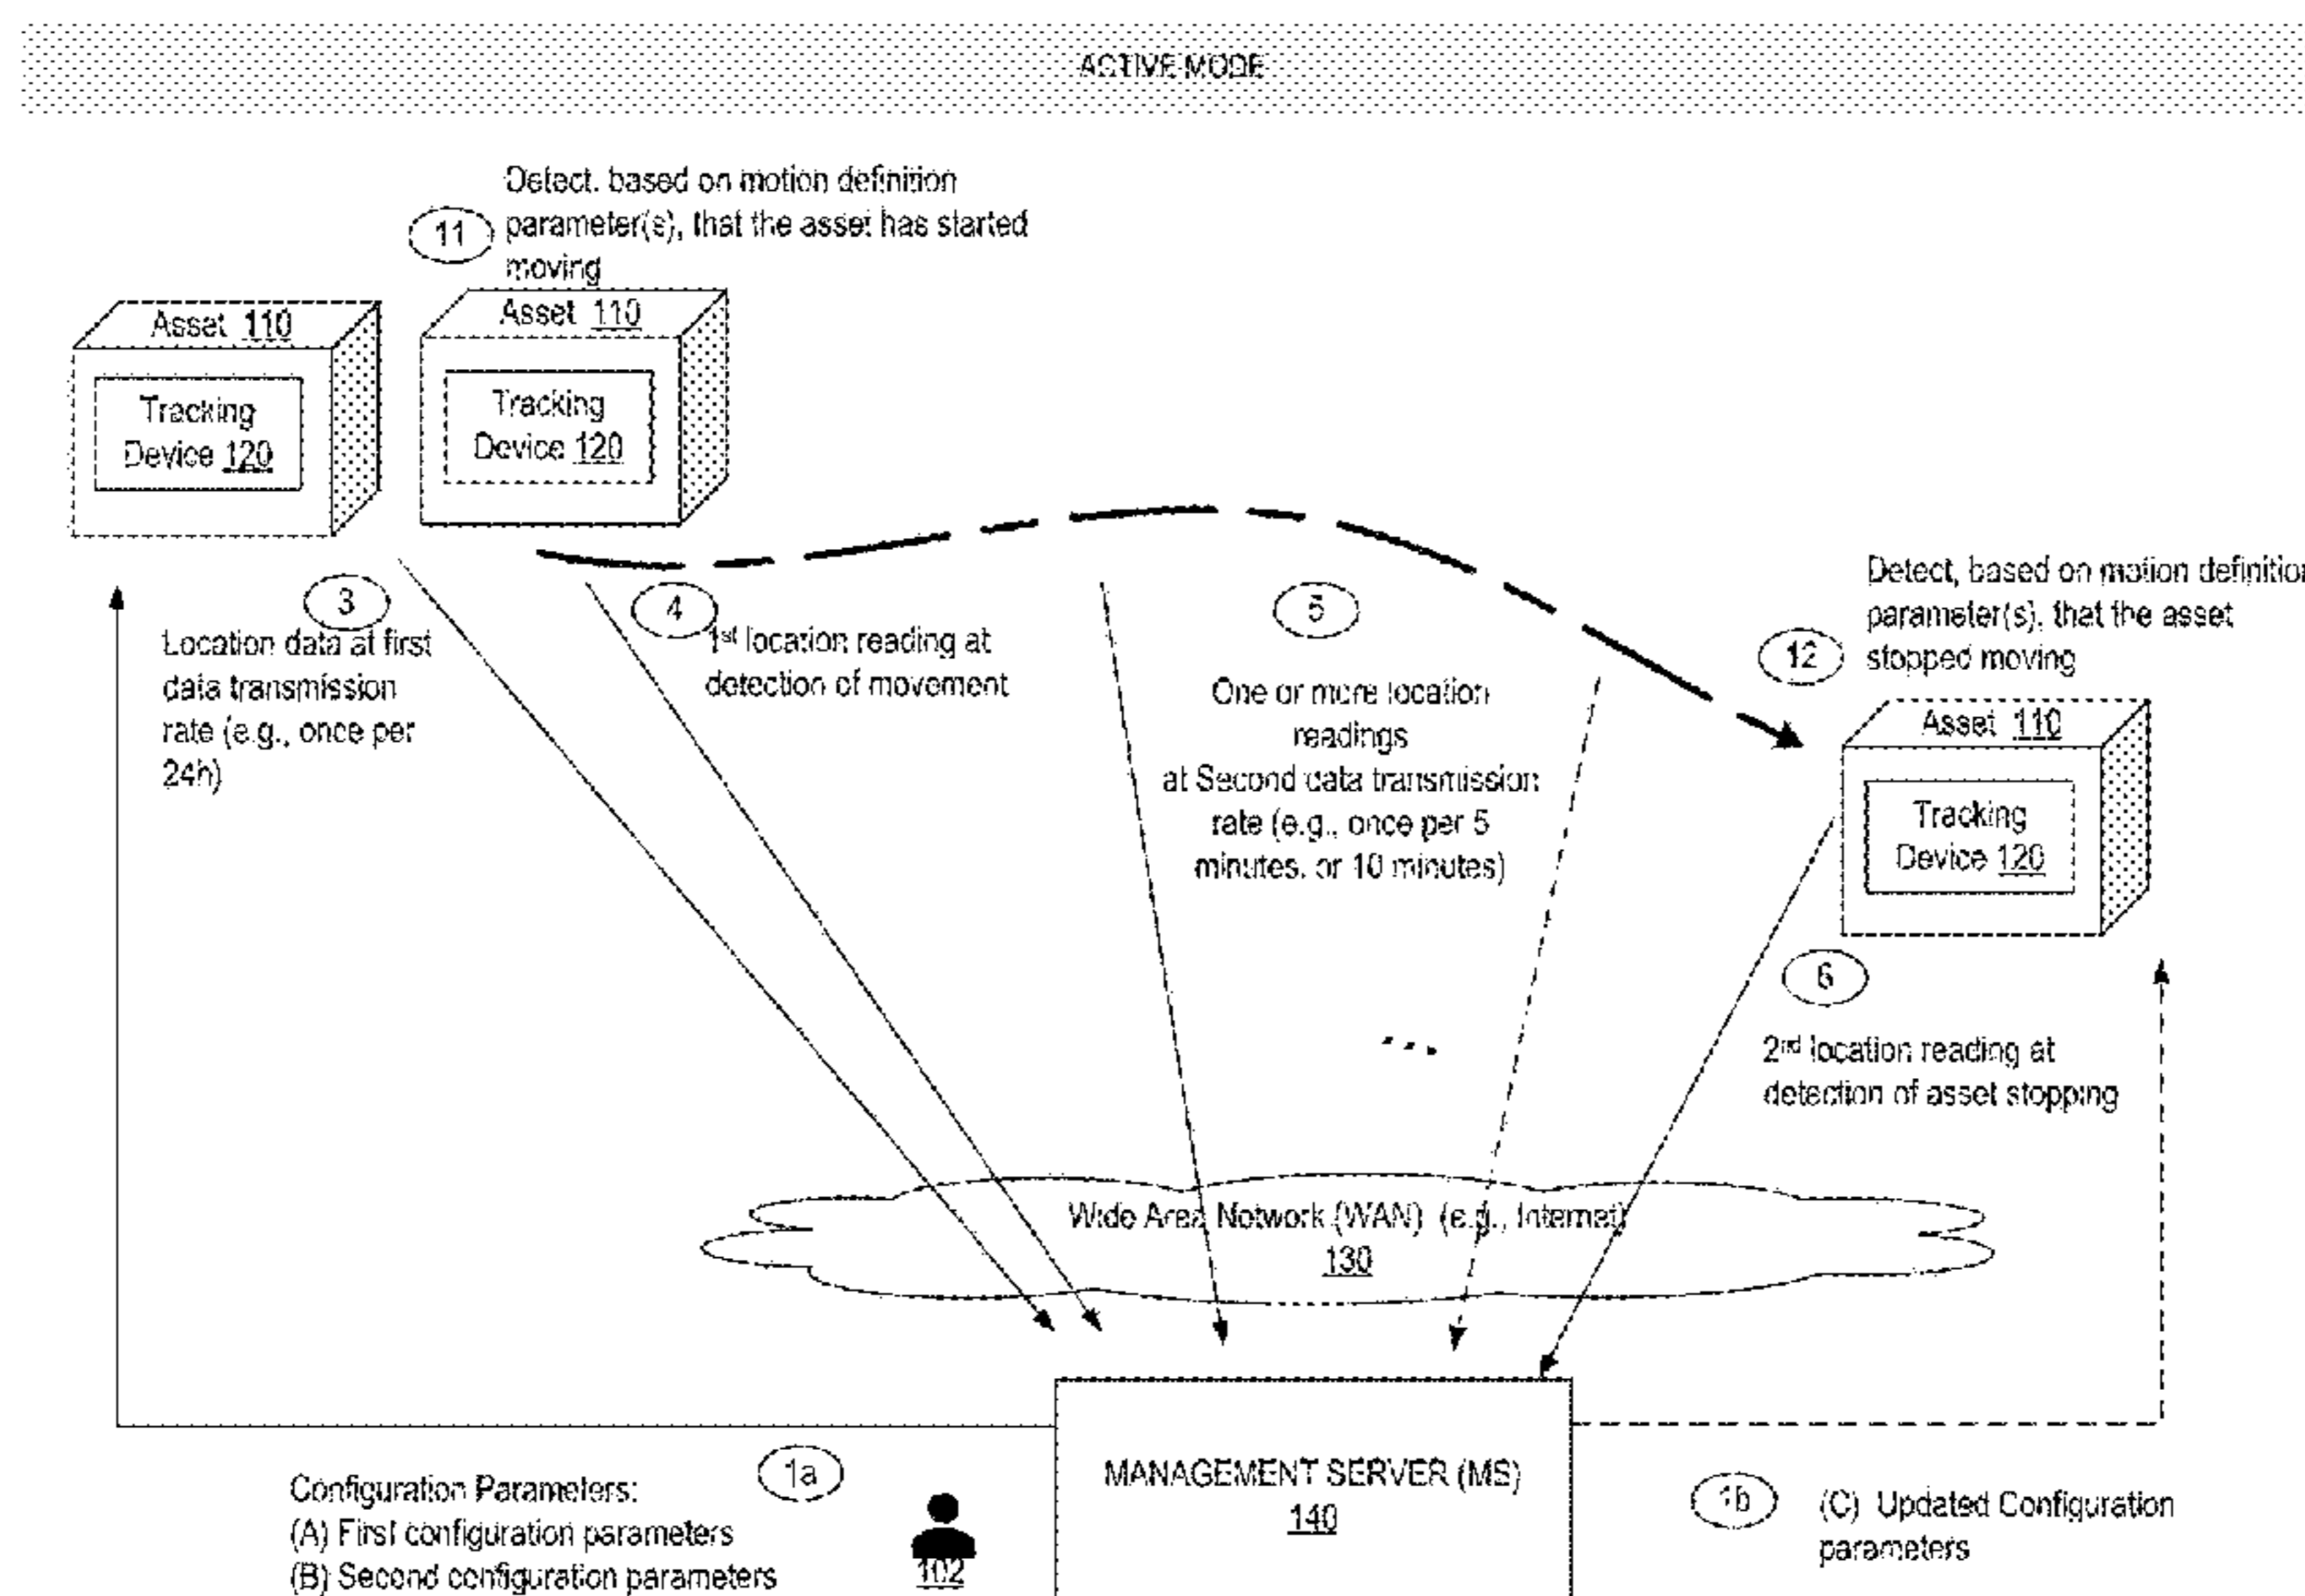 ACTIVE MODE
Detect, based on motion definition
parameter(s), that the asset has started
moving
11
Asset 110
Tracking
Device 120
Asset 110
Tracking
Device 120
3
Location data at first
data transmission
rate (e.g., once per
24h)
4
1st location reading at
detection of movement
5
One or more location
readings
at Second data transmission
rate (e.g., once per 5
minutes, or 10 minutes)
Detect, based on motion definition
parameter(s), that the asset
stopped moving
12
Asset 110
Tracking
Device 120
6
2nd location reading at
detection of asset stopping
...
Wide Area Network (WAN) (e.g., Internet)
130
1a
Configuration Parameters:
(A) First configuration parameters
(B) Second configuration parameters
102
MANAGEMENT SERVER (MS)
140
1b
(C) Updated Configuration
parameters